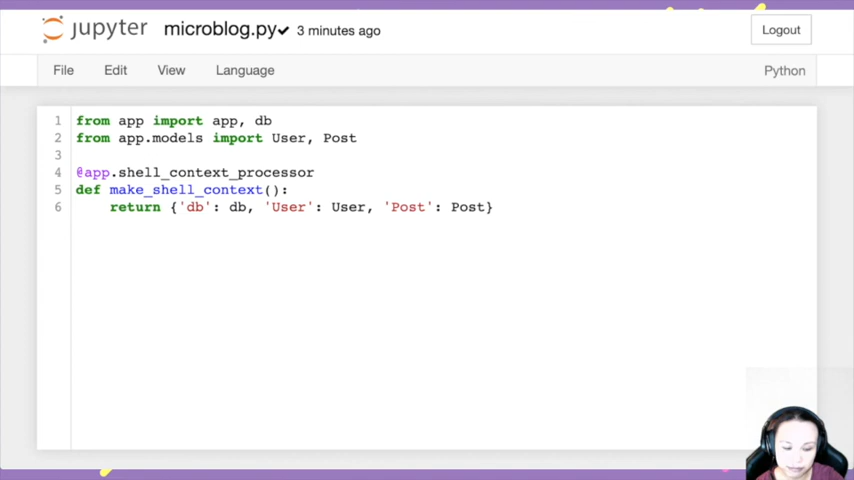 jupyter microblog.py✔ 3 minutes ago Logout
File Edit View Language Python
1 from app import app, db
2 from app.models import User, Post
3
4 @app.shell_context_processor
5 def make_shell_context():
6     return {'db': db, 'User': User, 'Post': Post}